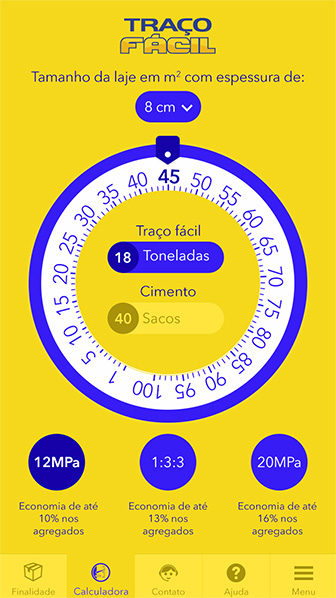 TRAÇO
FÁCIL
Tamanho da laje em m² com espessura de:
8 cm
1 5 10 15 20 25 30 35 40 45 50 55 60 65 70 75 80 85 90 95 100
Traço fácil
18 Toneladas
Cimento
40 Sacos
12MPa 1:3:3 20MPa
Economia de até Economia de até Economia de até
10% nos 13% nos 16% nos
agregados agregados agregados
Finalidade Calculadora Contato Ajuda Menu